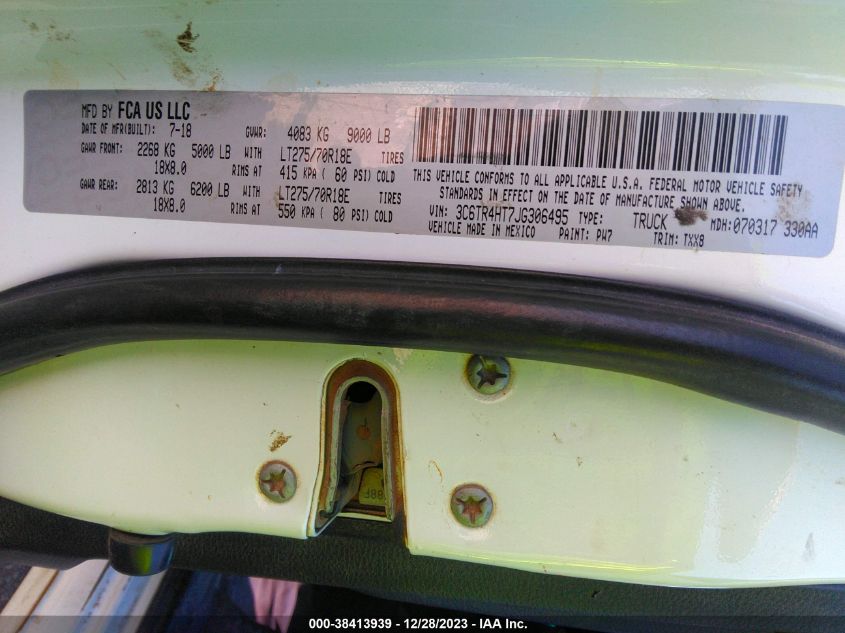 MFD BY FCA US LLC
DATE OF MFR(BUILT): 7-18 GVWR: 4083 KG 9000 LB
GAWR FRONT: 2268 KG 5000 LB WITH LT275/70R18E TIRES
18X8.0 RIMS AT 415 KPA ( 60 PSI) COLD
GAWR REAR: 2813 KG 6200 LB WITH LT275/70R18E TIRES
18X8.0 RIMS AT 550 KPA ( 80 PSI) COLD
THIS VEHICLE CONFORMS TO ALL APPLICABLE U.S.A. FEDERAL MOTOR VEHICLE SAFETY
STANDARDS IN EFFECT ON THE DATE OF MANUFACTURE SHOWN ABOVE.
VIN: 3C6TR4HT7JG306495 TYPE: TRUCK MDH: 070317 330AA
VEHICLE MADE IN MEXICO PAINT: PW7 TRIM: TXX8
000-38413939 - 12/28/2023 - IAA Inc.